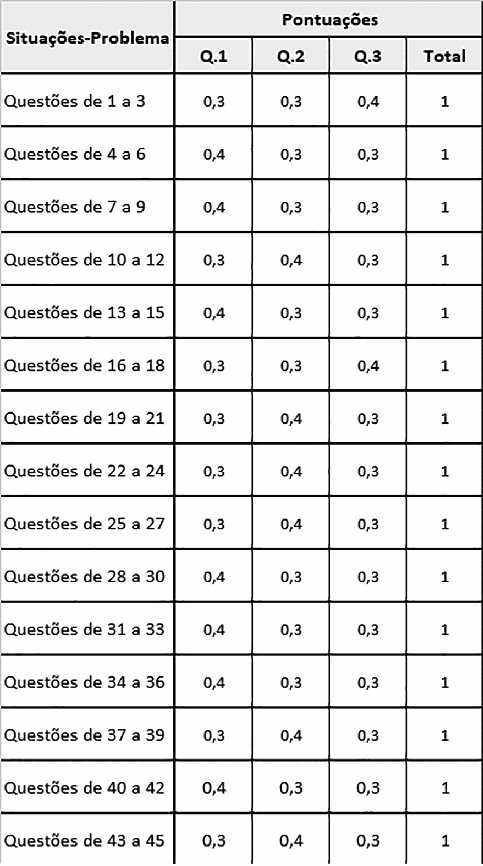 Situações-Problema Pontuações
Q.1 Q.2 Q.3 Total
Questões de 1 a 3 0,3 0,3 0,4 1
Questões de 4 a 6 0,4 0,3 0,3 1
Questões de 7 a 9 0,4 0,3 0,3 1
Questões de 10 a 12 0,3 0,4 0,3 1
Questões de 13 a 15 0,4 0,3 0,3 1
Questões de 16 a 18 0,3 0,3 0,4 1
Questões de 19 a 21 0,3 0,4 0,3 1
Questões de 22 a 24 0,3 0,4 0,3 1
Questões de 25 a 27 0,3 0,4 0,3 1
Questões de 28 a 30 0,4 0,3 0,3 1
Questões de 31 a 33 0,4 0,3 0,3 1
Questões de 34 a 36 0,4 0,3 0,3 1
Questões de 37 a 39 0,3 0,4 0,3 1
Questões de 40 a 42 0,4 0,3 0,3 1
Questões de 43 a 45 0,3 0,4 0,3 1